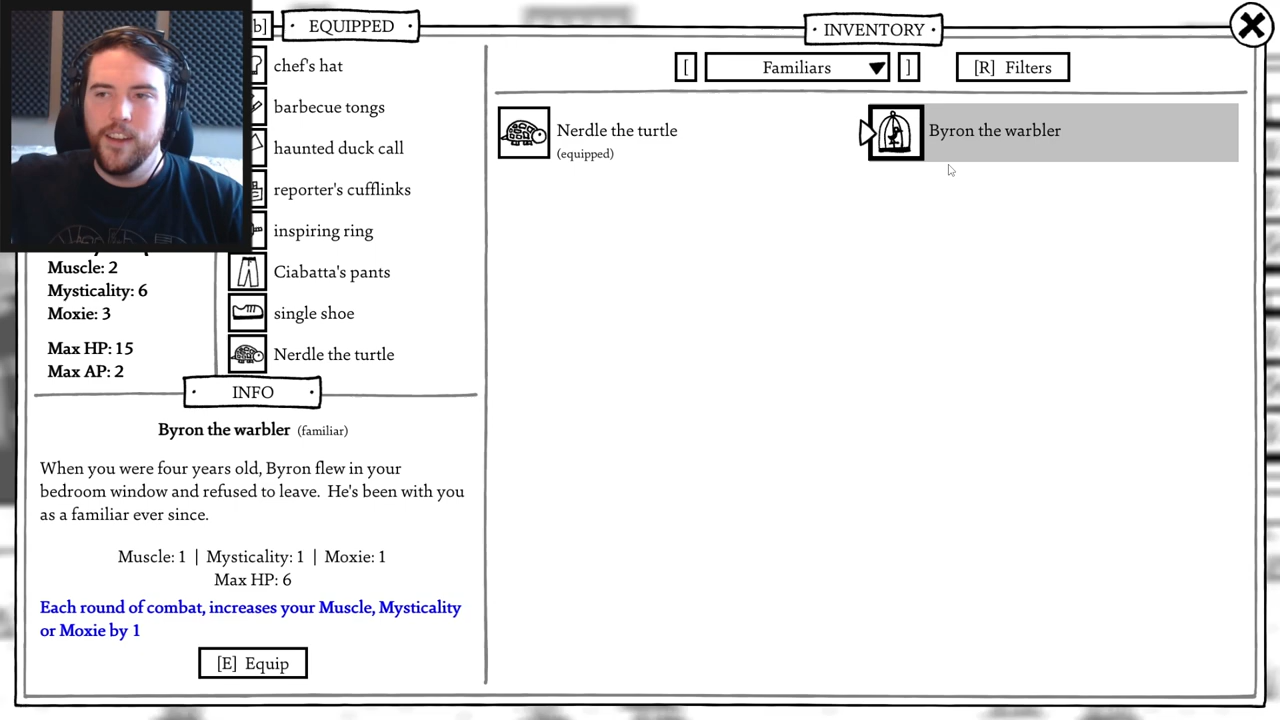 b]
EQUIPPED
INVENTORY
chef's hat
barbecue tongs
haunted duck call
reporter's cufflinks
inspiring ring
Ciabatta's pants
single shoe
Nerdle the turtle
Muscle: 2
Mysticality: 6
Moxie: 3
Max HP: 15
Max AP: 2
INFO
Byron the warbler (familiar)
When you were four years old, Byron flew in your
bedroom window and refused to leave. He's been with you
as a familiar ever since.
Muscle: 1 | Mysticality: 1 | Moxie: 1
Max HP: 6
Each round of combat, increases your Muscle, Mysticality
or Moxie by 1
[E] Equip
[ Familiars ] [R] Filters
Nerdle the turtle
(equipped)
Byron the warbler